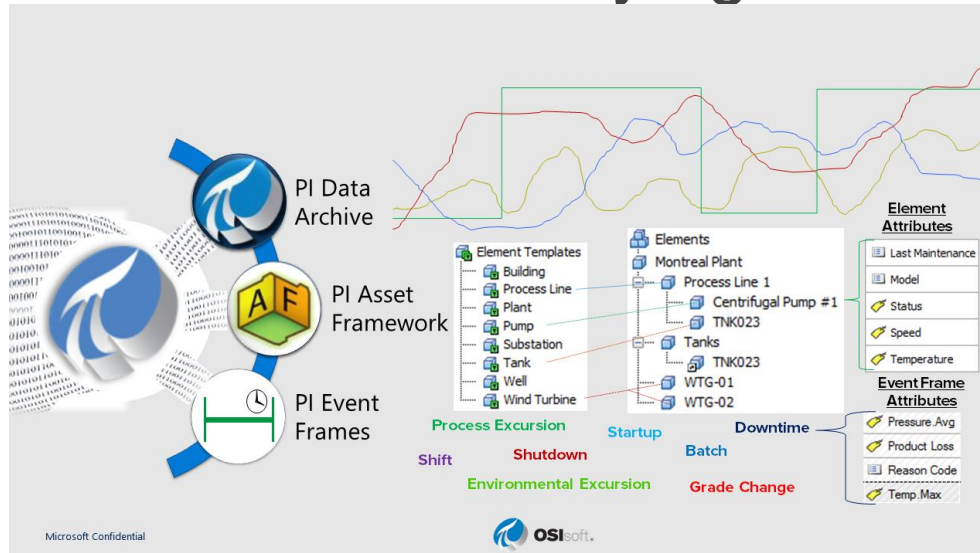 PI Data
Archive
PI Asset
Framework
PI Event
Frames
A F
Element Templates
Building
Process Line
Plant
Pump
Substation
Tank
Well
Wind Turbine
Elements
Montreal Plant
Process Line 1
Centrifugal Pump #1
TNK023
Tanks
TNK023
WTG-01
WTG-02
Element
Attributes
Last Maintenance
Model
Status
Speed
Temperature
Event Frame
Attributes
Pressure.Avg
Product Loss
Reason Code
Temp.Max
Process Excursion
Startup
Downtime
Shift
Shutdown
Batch
Environmental Excursion
Grade Change
Microsoft Confidential
OSIsoft.